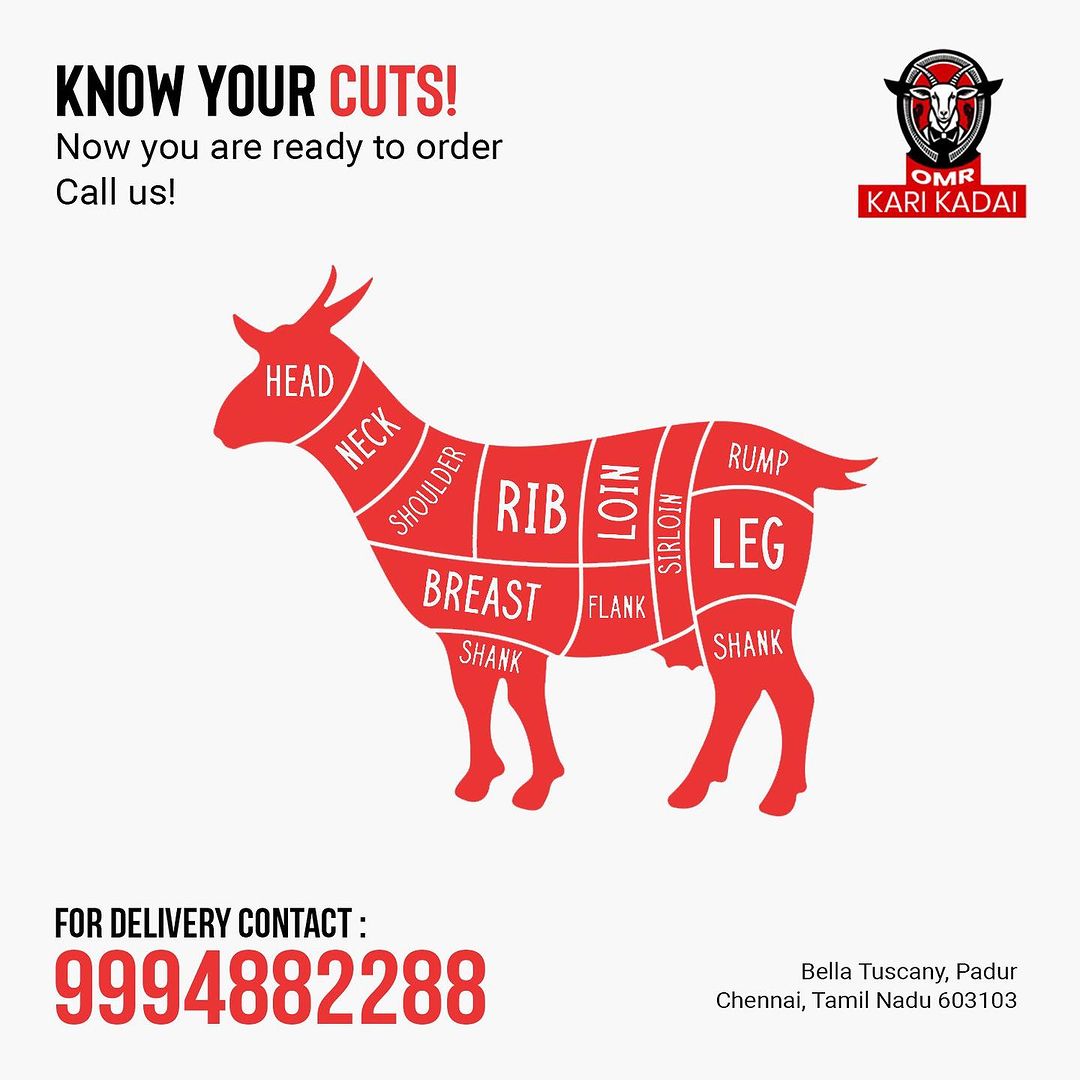 KNOW YOUR CUTS!
Now you are ready to order
Call us!
OMR
KARI KADAI
HEAD
NECK
SHOULDER
RIB
LOIN
SIRLOIN
RUMP
LEG
BREAST
FLANK
SHANK
SHANK
FOR DELIVERY CONTACT :
9994882288
Bella Tuscany, Padur
Chennai, Tamil Nadu 603103